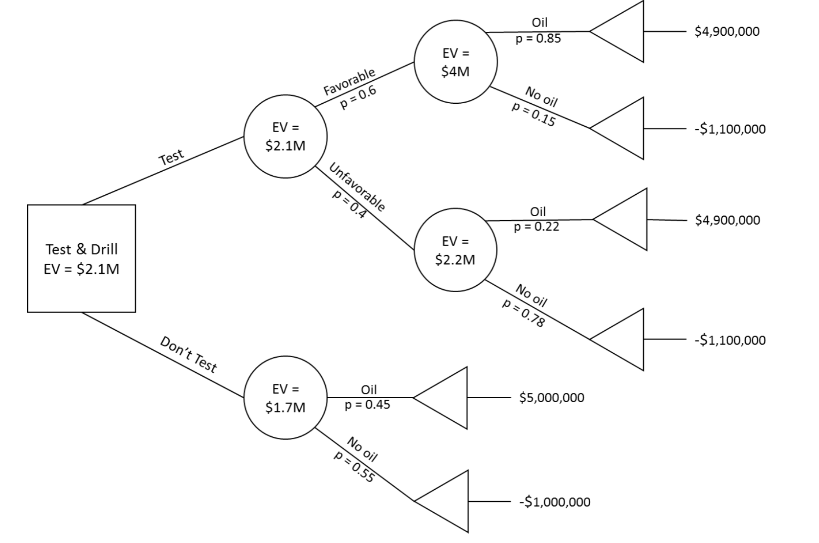 Oil
p = 0.85
$4,900,000
EV =
$4M
Favorable
p = 0.6
No oil
p = 0.15
-$1,100,000
EV =
$2.1M
Test
Unfavorable
p = 0.4
Oil
p = 0.22
$4,900,000
EV =
$2.2M
Test & Drill
EV = $2.1M
No oil
p = 0.78
-$1,100,000
Don't Test
EV =
$1.7M
Oil
p = 0.45
$5,000,000
No oil
p = 0.55
-$1,000,000